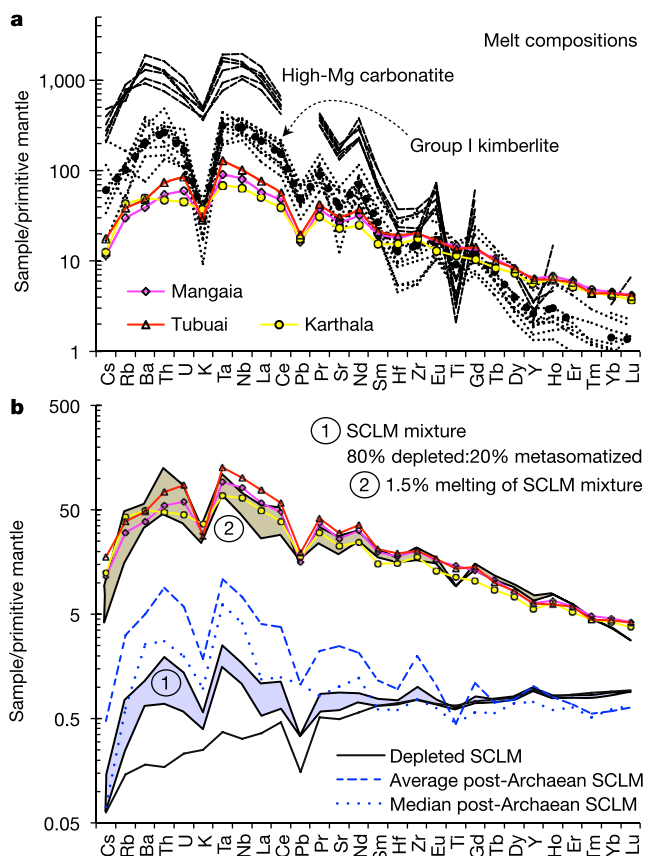 a
Melt compositions
1,000
High-Mg carbonatite
Group I kimberlite
100
10
1
Sample/primitive mantle
Mangaia
Tubuai
Karthala
Cs Rb Ba Th U K Ta Nb La Ce Pb Pr Sr Nd Sm Hf Zr Eu Ti Gd Tb Dy Y Ho Er Tm Yb Lu
b
500
1 SCLM mixture
80% depleted:20% metasomatized
2 1.5% melting of SCLM mixture
50
2
5
1
0.5
0.05
Sample/primitive mantle
Depleted SCLM
Average post-Archaean SCLM
Median post-Archaean SCLM
Cs Rb Ba Th U K Ta Nb La Ce Pb Pr Sr Nd Sm Hf Zr Eu Ti Gd Tb Dy Y Ho Er Tm Yb Lu